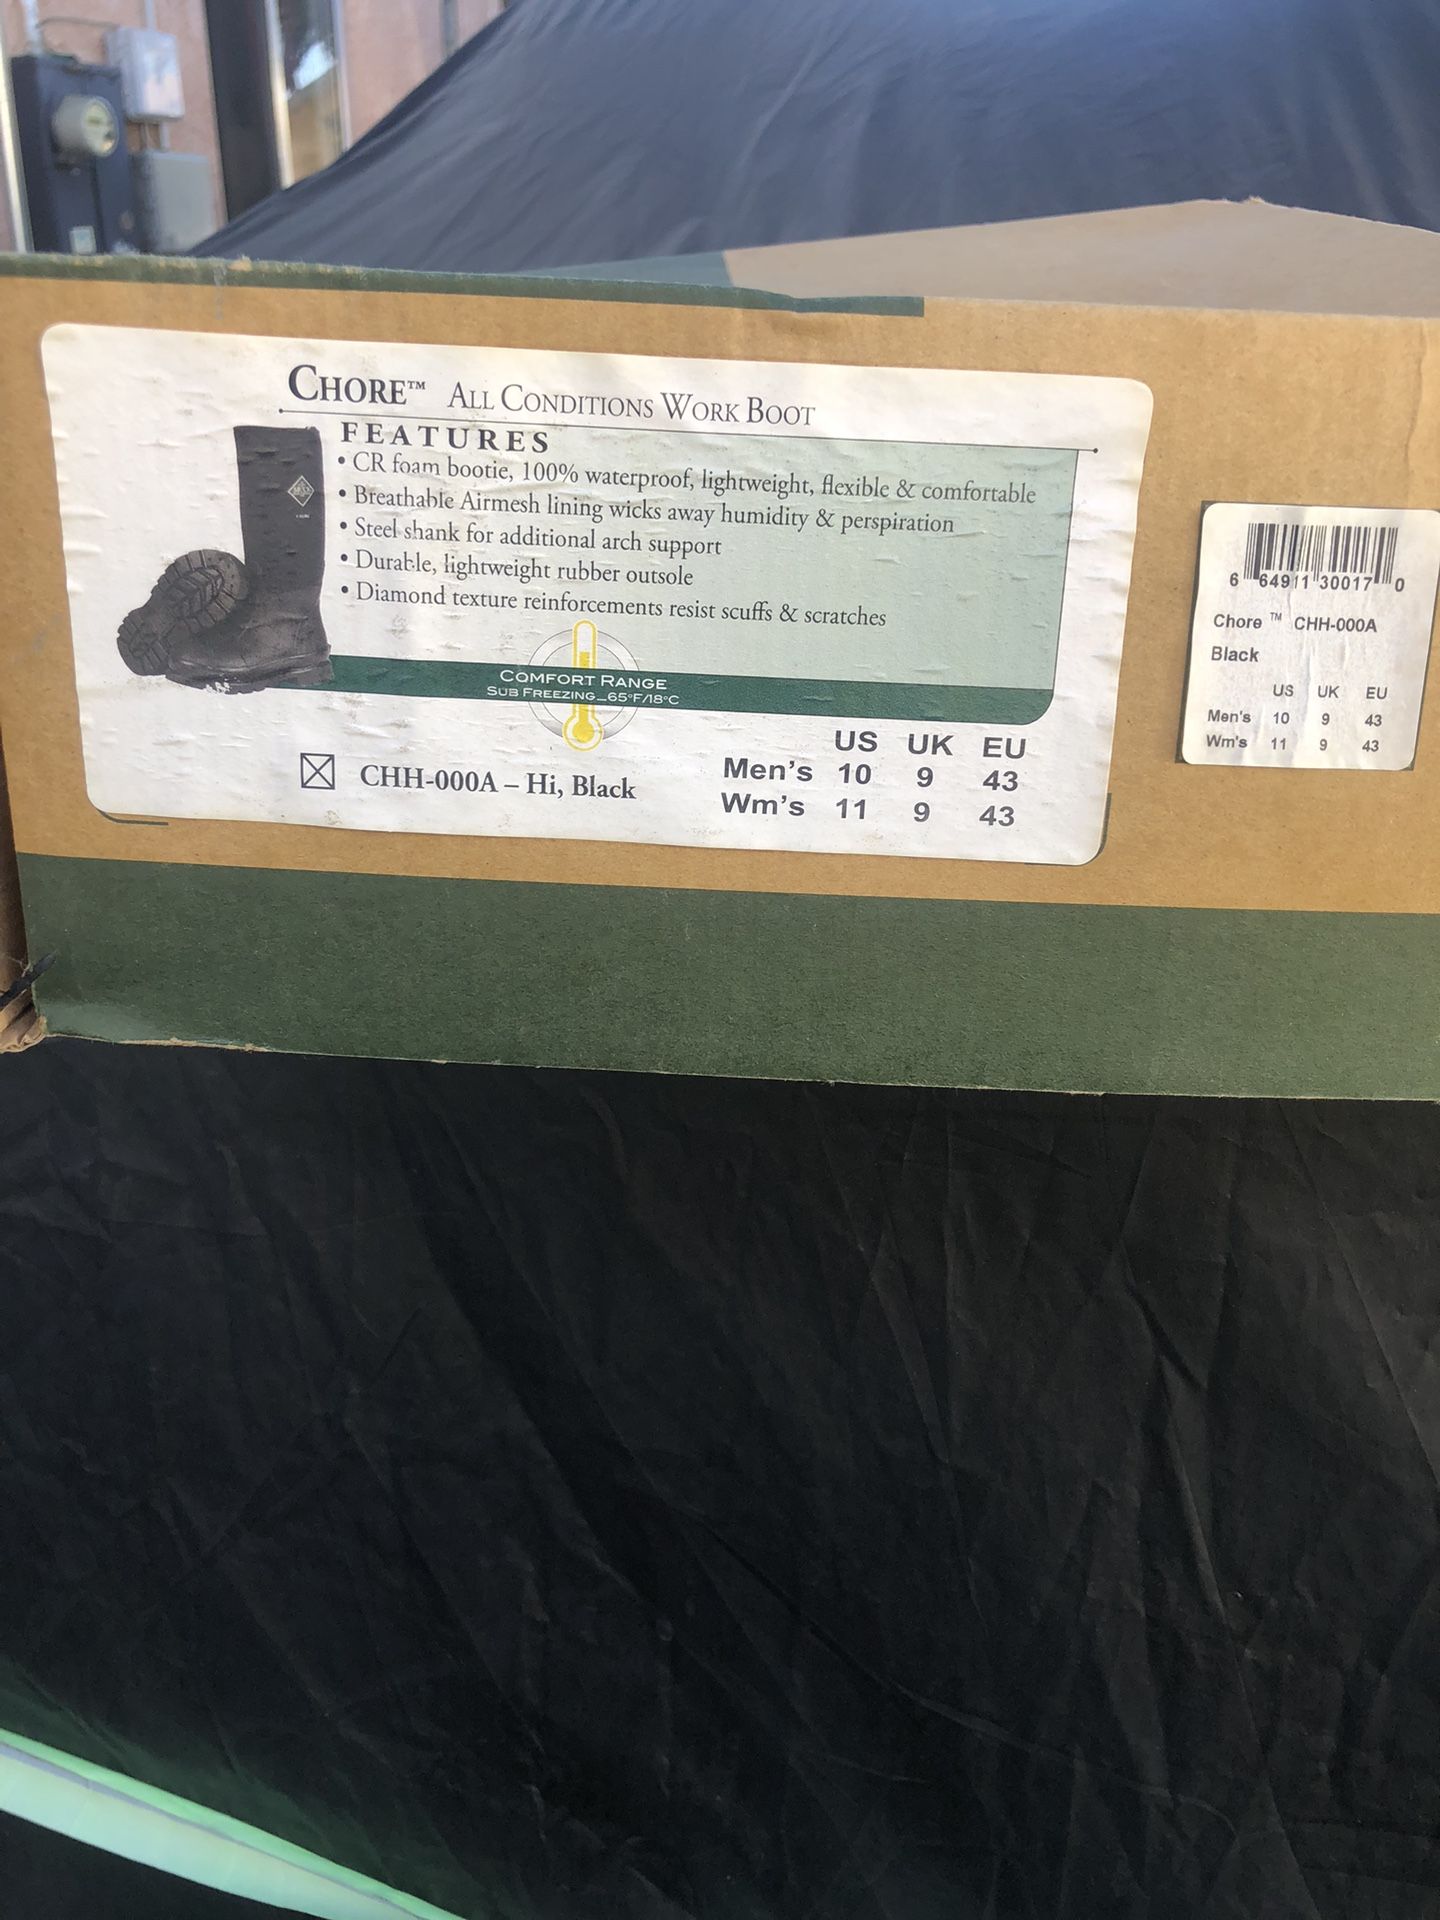 CHORE™ ALL CONDITIONS WORK BOOT
FEATURES
• CR foam bootie, 100% waterproof, lightweight, flexible & comfortable
• Breathable Airmesh lining wicks away humidity & perspiration
• Steel shank for additional arch support
• Durable, lightweight rubber outsole
• Diamond texture reinforcements resist scuffs & scratches
COMFORT RANGE
SUB FREEZING_65°F/18°C
US UK EU
Men's 10 9 43
Wm's 11 9 43
CHH-000A – Hi, Black
6 64911 30017 0
Chore ™ CHH-000A
Black
US UK EU
Men's 10 9 43
Wm's 11 9 43